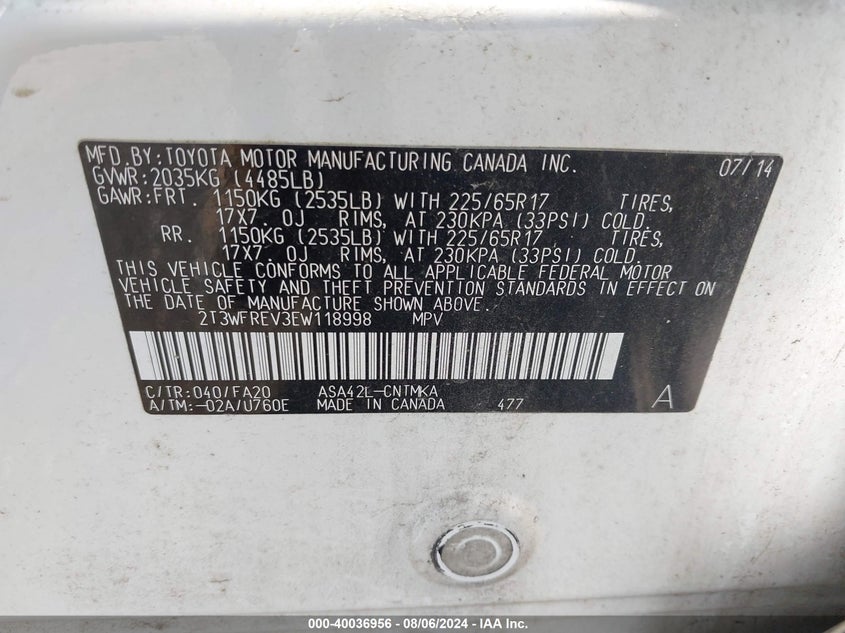 MFD.BY:TOYOTA MOTOR MANUFACTURING CANADA INC. 07/14
GVWR:2035KG (4485LB)
GAWR:FRT. 1150KG (2535LB) WITH 225/65R17 TIRES,
17X7.0J RIMS, AT 230KPA (33PSI) COLD.
RR. 1150KG (2535LB) WITH 225/65R17 TIRES,
17X7.0J RIMS, AT 230KPA (33PSI) COLD.
THIS VEHICLE CONFORMS TO ALL APPLICABLE FEDERAL MOTOR
VEHICLE SAFETY AND THEFT PREVENTION STANDARDS IN EFFECT ON
THE DATE OF MANUFACTURE SHOWN ABOVE.
2T3WFREV3EW118998 MPV
C/TR:040/FA20 ASA42L-CNTMKA
A/TM:-02A/U760E MADE IN CANADA 477 A
000-40036956 - 08/06/2024 - IAA Inc.